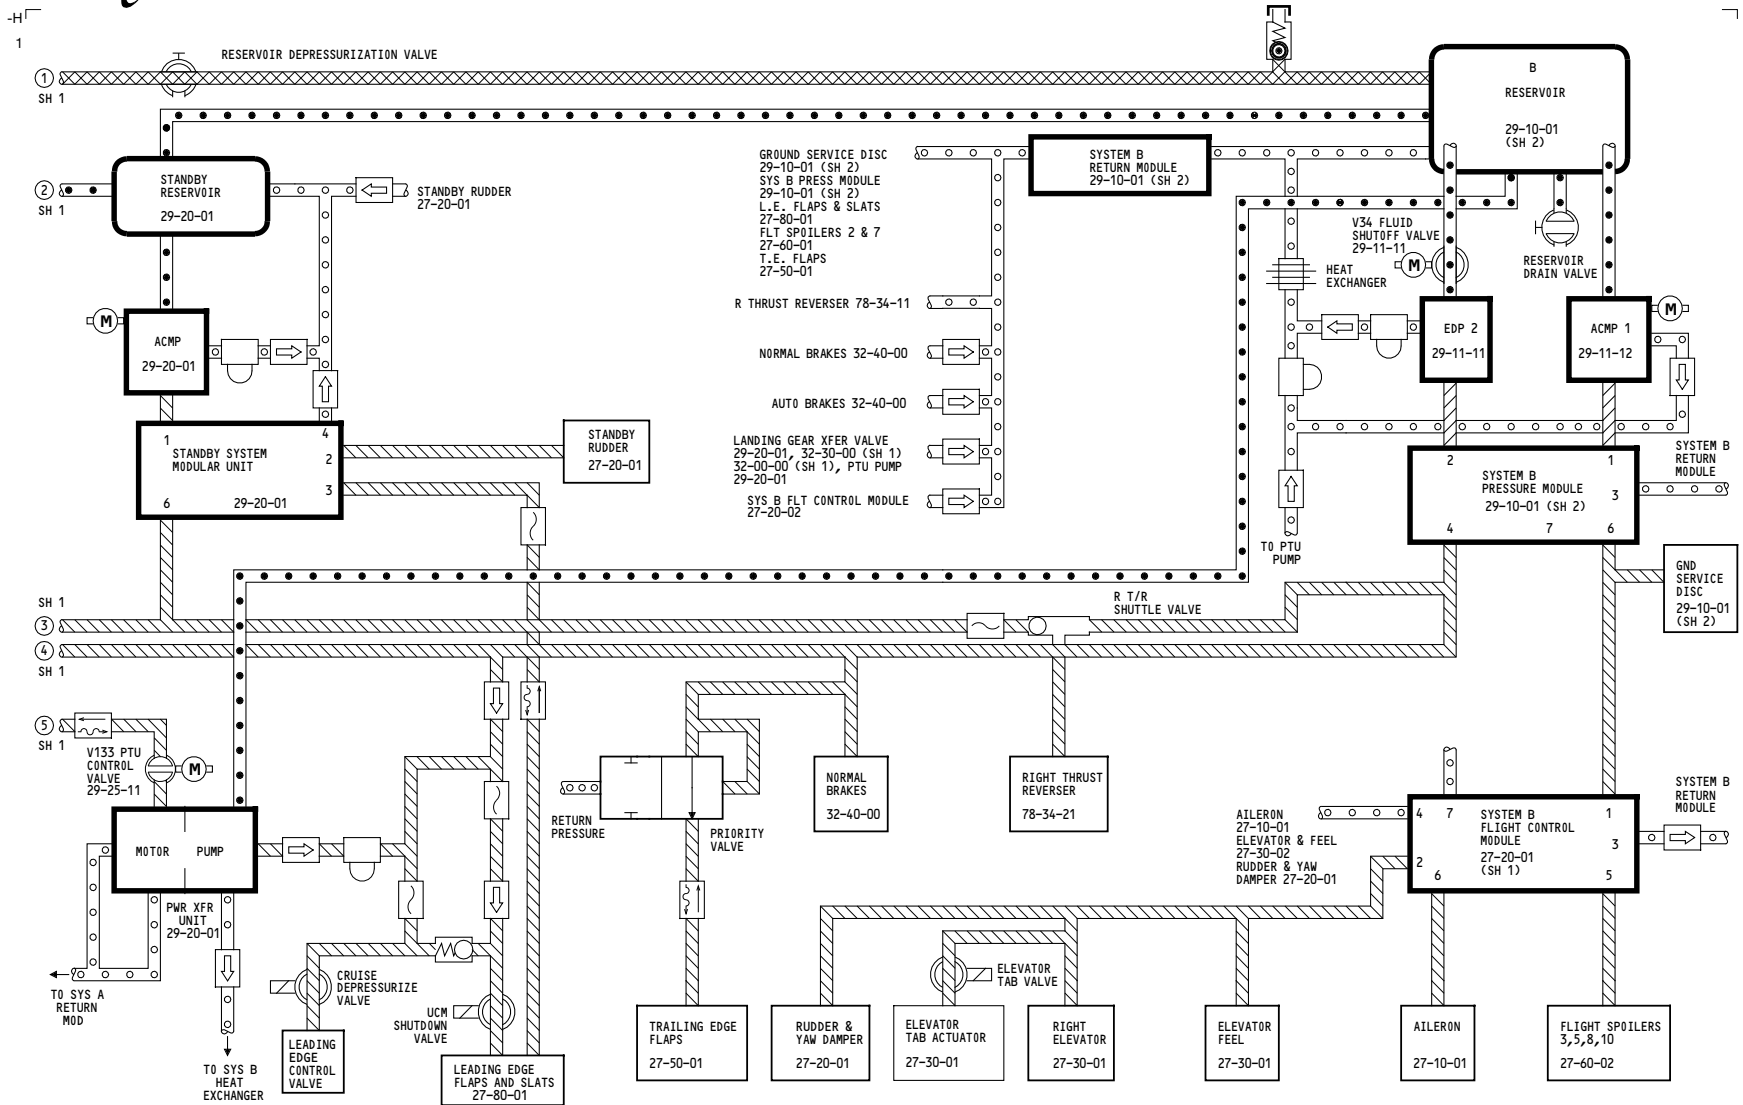 -H
1
RESERVOIR DEPRESSURIZATION VALVE
1
SH 1
B
RESERVOIR
29-10-01
(SH 2)
2
SH 1
STANDBY
RESERVOIR
29-20-01
STANDBY RUDDER
27-20-01
GROUND SERVICE DISC
29-10-01 (SH 2)
SYS B PRESS MODULE
29-10-01 (SH 2)
L.E. FLAPS & SLATS
27-80-01
FLT SPOILERS 2 & 7
27-60-01
T.E. FLAPS
27-50-01
SYSTEM B
RETURN MODULE
29-10-01 (SH 2)
V34 FLUID
SHUTOFF VALVE
29-11-11
M
RESERVOIR
DRAIN VALVE
HEAT
EXCHANGER
R THRUST REVERSER 78-34-11
NORMAL BRAKES 32-40-00
AUTO BRAKES 32-40-00
LANDING GEAR XFER VALVE
29-20-01, 32-30-00 (SH 1)
32-00-00 (SH 1), PTU PUMP
29-20-01
SYS B FLT CONTROL MODULE
27-20-02
M
ACMP
29-20-01
EDP 2
29-11-11
ACMP 1
29-11-12
M
1
4
STANDBY SYSTEM
MODULAR UNIT
2
3
6
29-20-01
STANDBY
RUDDER
27-20-01
2
1
SYSTEM B
PRESSURE MODULE
29-10-01 (SH 2)
3
4
7
6
SYSTEM B
RETURN
MODULE
TO PTU
PUMP
GND
SERVICE
DISC
29-10-01
(SH 2)
R T/R
SHUTTLE VALVE
SH 1
3
4
SH 1
5
SH 1
V133 PTU
CONTROL
VALVE
29-25-11
M
MOTOR
PUMP
PWR XFR
UNIT
29-20-01
TO SYS A
RETURN
MOD
TO SYS B
HEAT
EXCHANGER
CRUISE
DEPRESSURIZE
VALVE
UCM
SHUTDOWN
VALVE
LEADING
EDGE
CONTROL
VALVE
LEADING EDGE
FLAPS AND SLATS
27-80-01
RETURN
PRESSURE
PRIORITY
VALVE
NORMAL
BRAKES
32-40-00
RIGHT THRUST
REVERSER
78-34-21
AILERON
27-10-01
ELEVATOR & FEEL
27-30-02
RUDDER & YAW
DAMPER 27-20-01
4
7
SYSTEM B
FLIGHT CONTROL
MODULE
27-20-01
(SH 1)
1
3
2
6
5
SYSTEM B
RETURN
MODULE
ELEVATOR
TAB VALVE
TRAILING EDGE
FLAPS
27-50-01
RUDDER &
YAW DAMPER
27-20-01
ELEVATOR
TAB ACTUATOR
27-30-01
RIGHT
ELEVATOR
27-30-01
ELEVATOR
FEEL
27-30-01
AILERON
27-10-01
FLIGHT SPOILERS
3,5,8,10
27-60-02